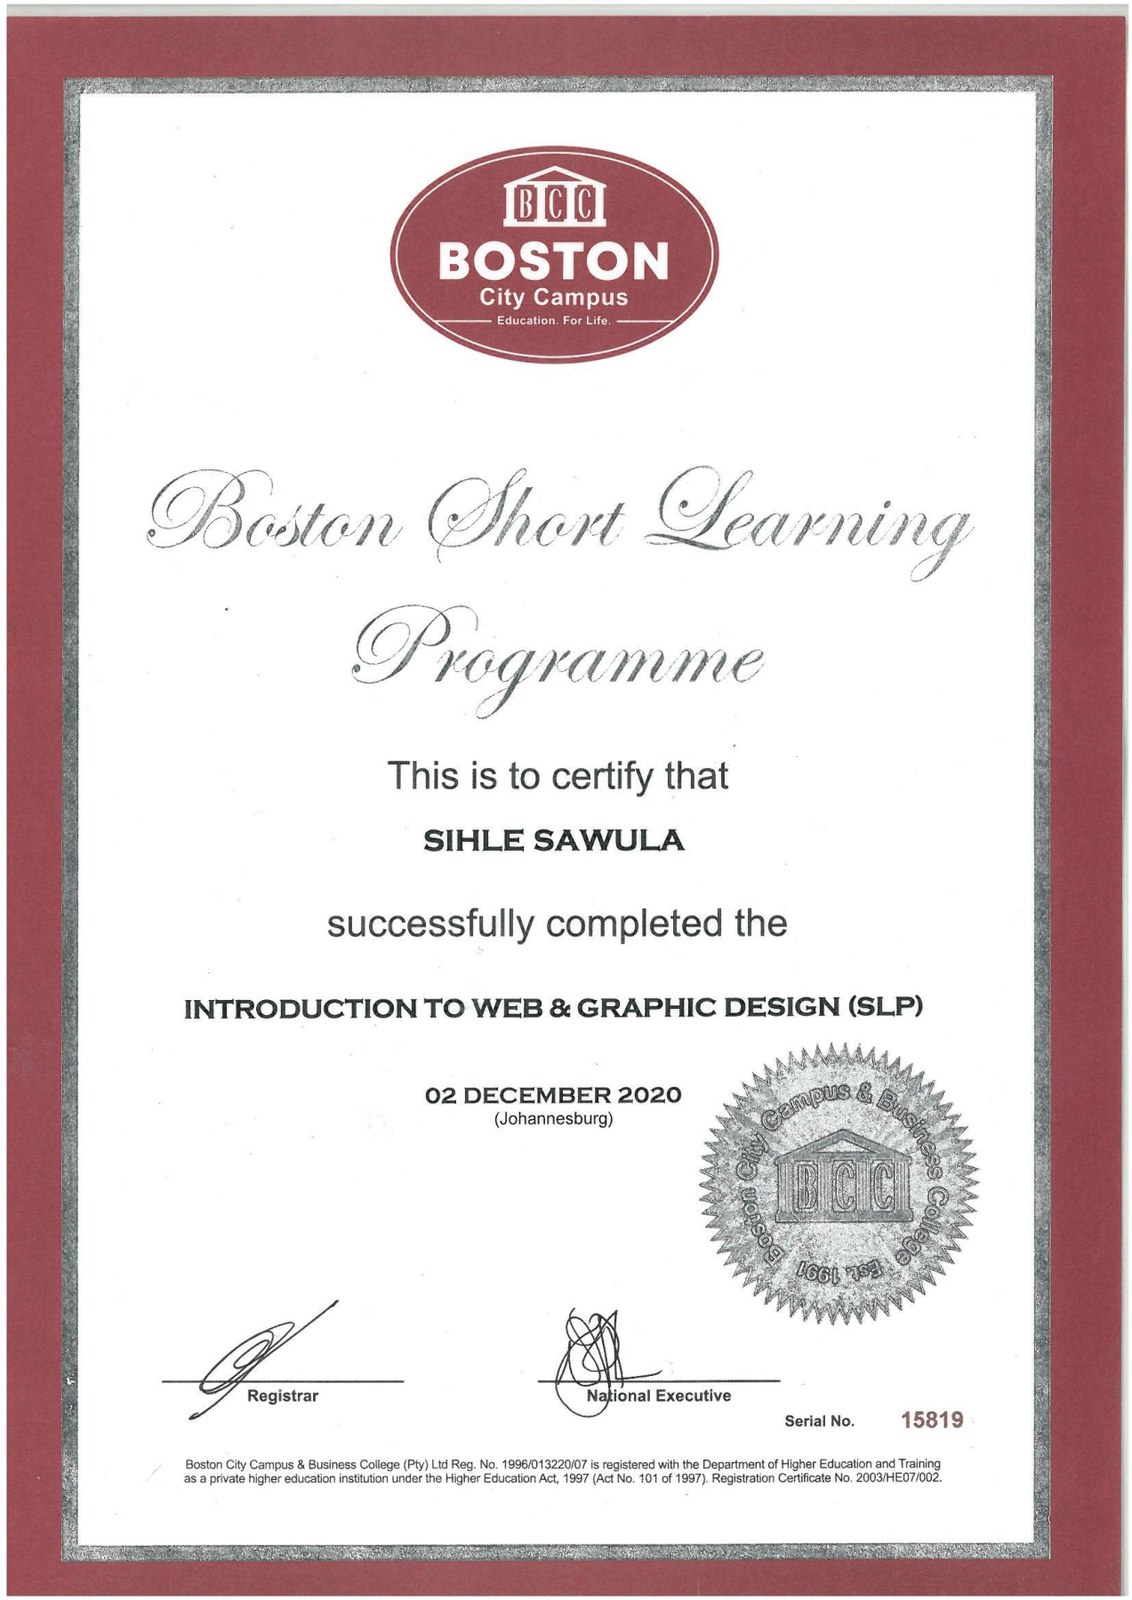 BCC
BOSTON
City Campus
Education. For Life.
Boston Short Learning
Programme
This is to certify that
SIHLE SAWULA
successfully completed the
INTRODUCTION TO WEB & GRAPHIC DESIGN (SLP)
02 DECEMBER 2020
(Johannesburg)
Boston City Campus & Business College
BCC
Est. 1991
Registrar
National Executive
Serial No. 15819
Boston City Campus & Business College (Pty) Ltd Reg. No. 1996/013220/07 is registered with the Department of Higher Education and Training
as a private higher education institution under the Higher Education Act, 1997 (Act No. 101 of 1997). Registration Certificate No. 2003/HE07/002.